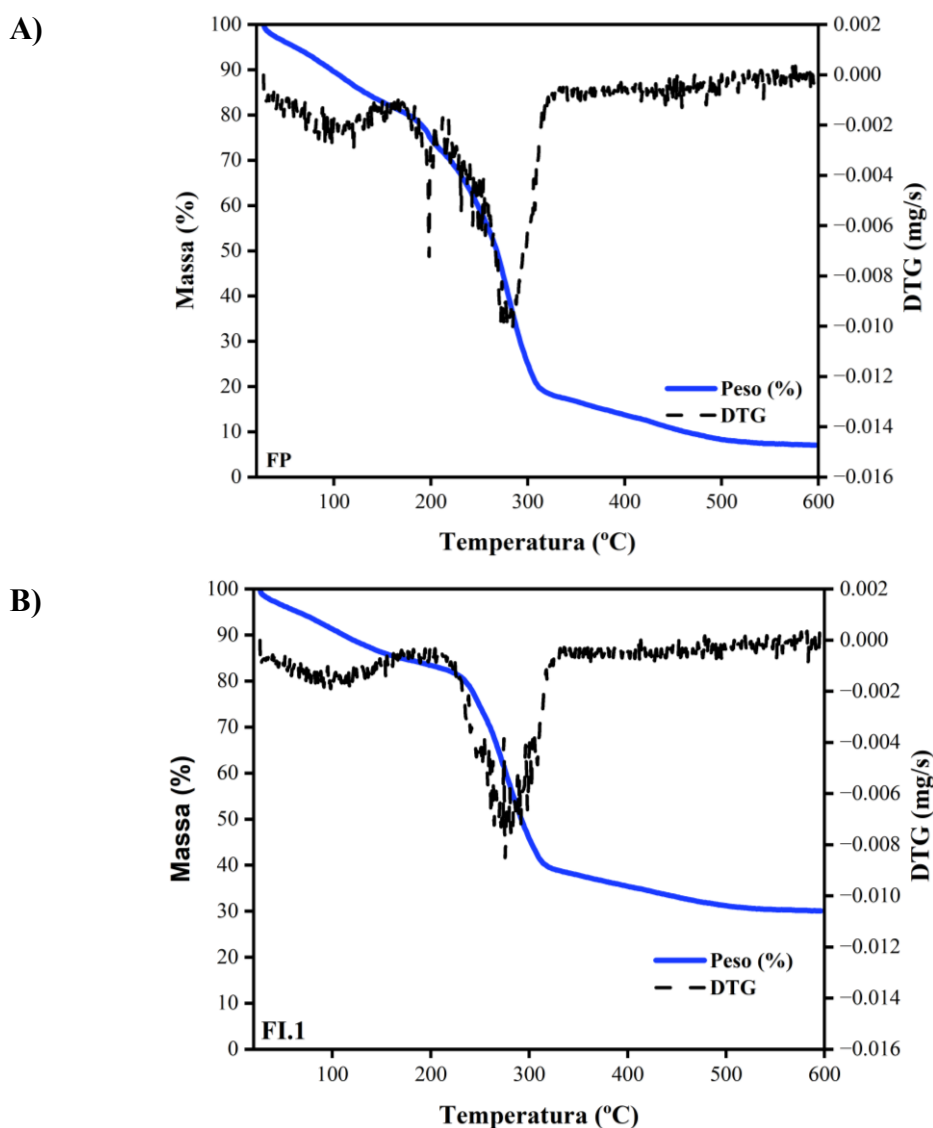 A)
100
90
80
70
60
50
40
30
20
10
0
Massa (%)
0.002
0.000
−0.002
−0.004
−0.006
−0.008
−0.010
−0.012
−0.014
−0.016
DTG (mg/s)
Peso (%)
DTG
FP
100 200 300 400 500 600
Temperatura (ºC)
B)
100
90
80
70
60
50
40
30
20
10
0
Massa (%)
0.002
0.000
−0.002
−0.004
−0.006
−0.008
−0.010
−0.012
−0.014
−0.016
DTG (mg/s)
Peso (%)
DTG
FI.1
100 200 300 400 500 600
Temperatura (ºC)